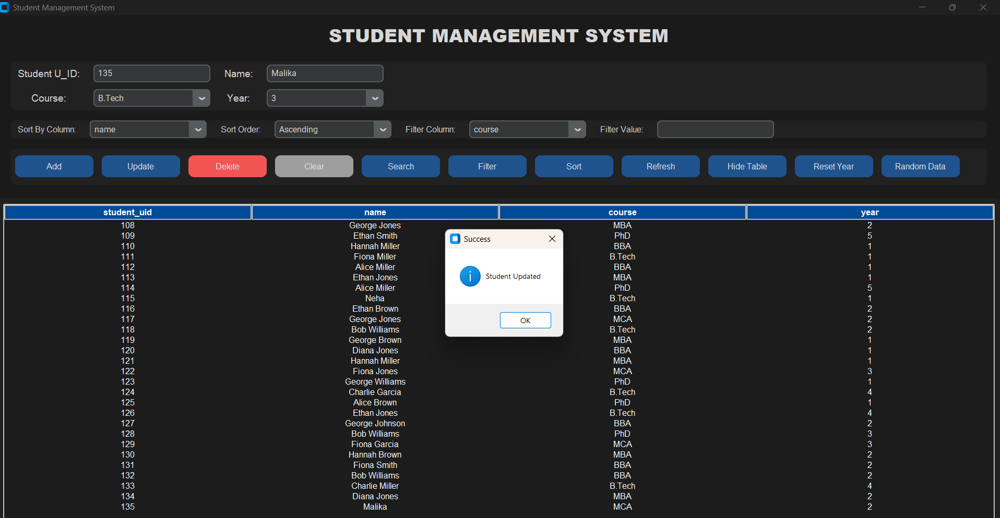 Student Management System
STUDENT MANAGEMENT SYSTEM
Student U_ID: 135 Name: Malika
Course: B.Tech Year: 3
Sort By Column: name Sort Order: Ascending Filter Column: course Filter Value:
Add Update Delete Clear Search Filter Sort Refresh Hide Table Reset Year Random Data
student_uid name course year
108 George Jones MBA 2
109 Ethan Smith PhD 5
110 Hannah Miller BBA 1
111 Fiona Miller B.Tech 1
112 Alice Miller BBA 1
113 Ethan Jones MBA 1
114 Alice Miller PhD 5
115 Neha B.Tech 1
116 Ethan Brown BBA 2
117 George Jones MCA 2
118 Bob Williams B.Tech 2
119 George Brown MBA 1
120 Diana Jones BBA 1
121 Hannah Miller MBA 1
122 Fiona Jones MCA 3
123 George Williams PhD 1
124 Charlie Garcia B.Tech 4
125 Alice Brown PhD 1
126 Ethan Jones B.Tech 4
127 George Johnson BBA 2
128 Bob Williams PhD 3
129 Fiona Garcia MCA 3
130 Hannah Brown MBA 2
131 Fiona Smith BBA 2
132 Bob Williams BBA 2
133 Charlie Miller B.Tech 4
134 Diana Jones MBA 2
135 Malika MCA 2
Success
Student Updated
OK